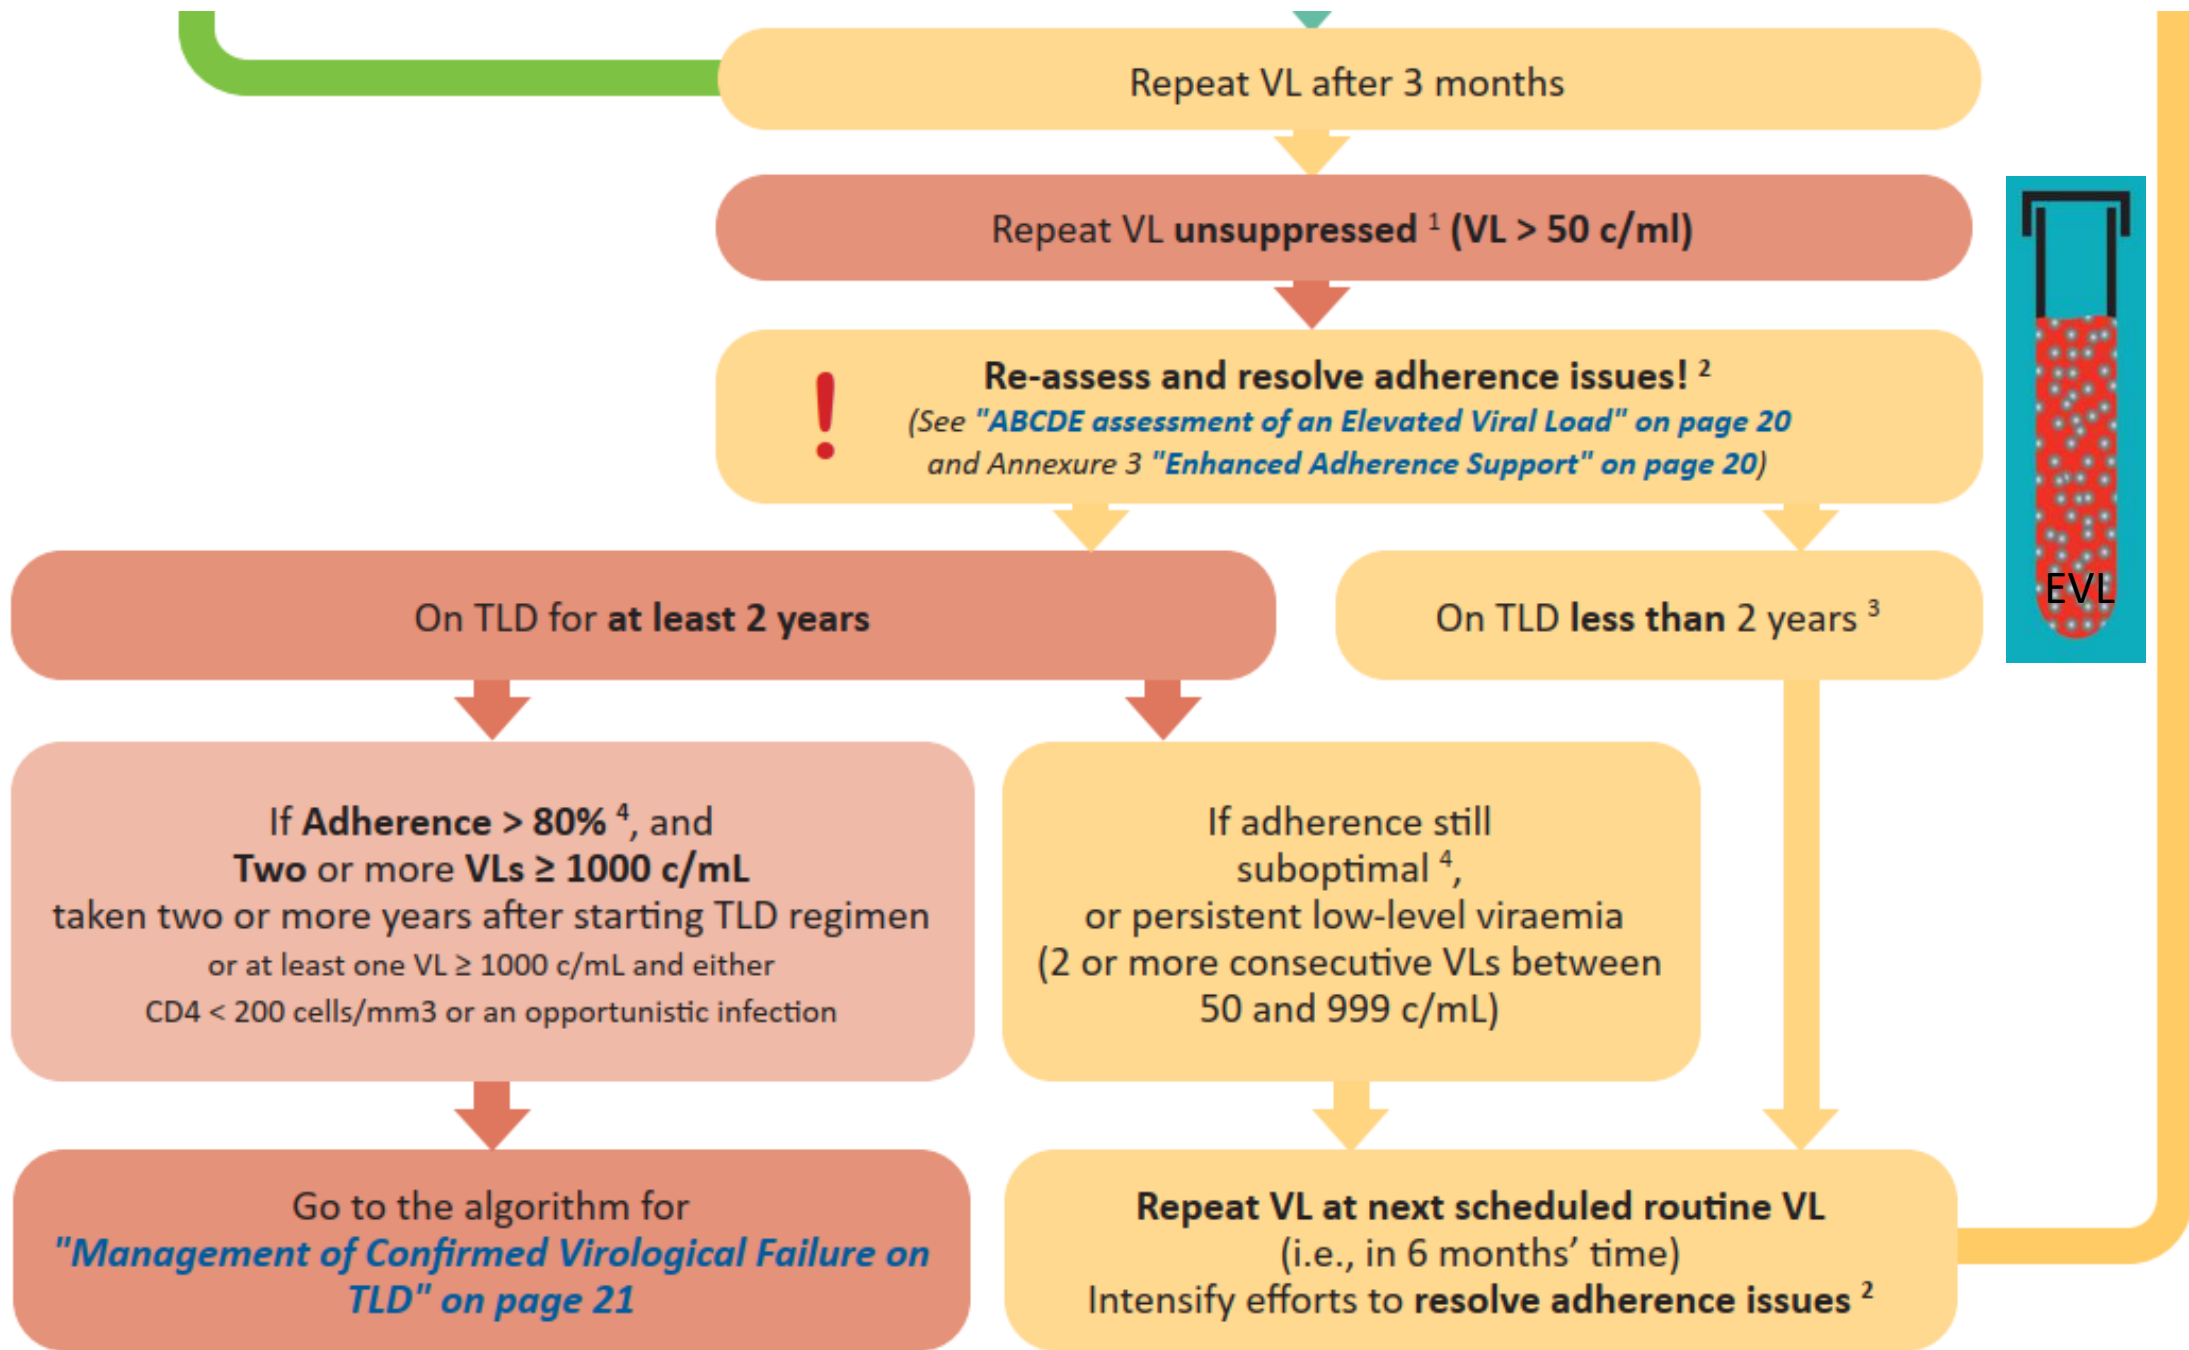 Repeat VL after 3 months
Repeat VL unsuppressed ¹ (VL > 50 c/ml)
Re-assess and resolve adherence issues! ²
(See "ABCDE assessment of an Elevated Viral Load" on page 20
and Annexure 3 "Enhanced Adherence Support" on page 20)
On TLD for at least 2 years
On TLD less than 2 years ³
EVL
If Adherence > 80% ⁴, and
Two or more VLs ≥ 1000 c/mL
taken two or more years after starting TLD regimen
or at least one VL ≥ 1000 c/mL and either
CD4 < 200 cells/mm3 or an opportunistic infection
If adherence still
suboptimal ⁴,
or persistent low-level viraemia
(2 or more consecutive VLs between
50 and 999 c/mL)
Go to the algorithm for
"Management of Confirmed Virological Failure on
TLD" on page 21
Repeat VL at next scheduled routine VL
(i.e., in 6 months’ time)
Intensify efforts to resolve adherence issues ²